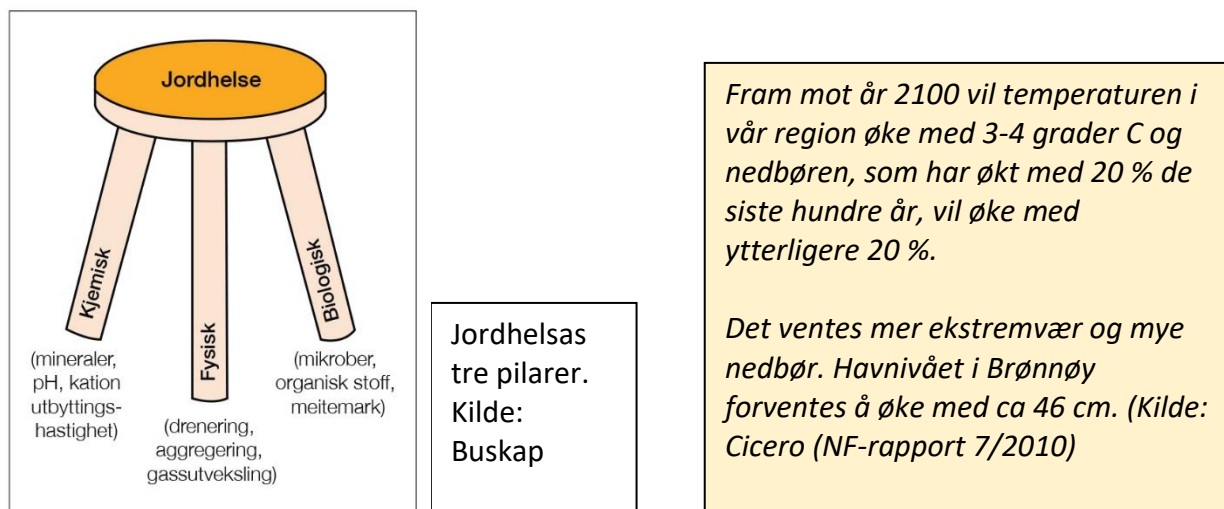 Jordhelse
Kjemisk
(mineraler,
pH, kation
utbyttings-
hastighet)
Fysisk
(drenering,
aggregering,
gassutveksling)
Biologisk
(mikrober,
organisk stoff,
meitemark)
Jordhelsas
tre pilarer.
Kilde:
Buskap
Fram mot år 2100 vil temperaturen i
vår region øke med 3-4 grader C og
nedbøren, som har økt med 20 % de
siste hundre år, vil øke med
ytterligere 20 %.
Det ventes mer ekstremvær og mye
nedbør. Havnivået i Brønnøy
forventes å øke med ca 46 cm. (Kilde:
Cicero (NF-rapport 7/2010)